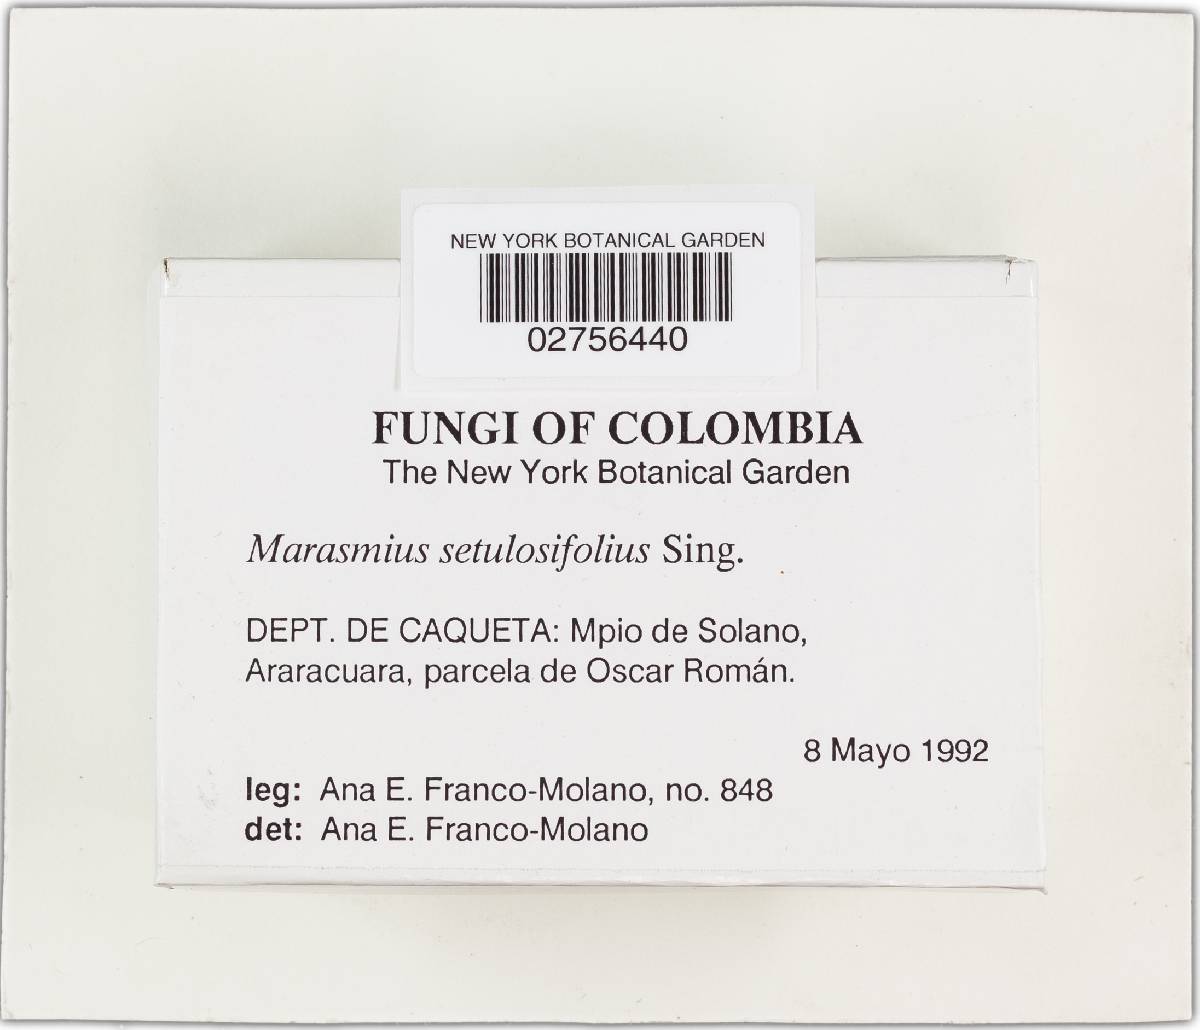 NEW YORK BOTANICAL GARDEN
02756440
FUNGI OF COLOMBIA
The New York Botanical Garden
Marasmius setulosifolius Sing.
DEPT. DE CAQUETA: Mpio de Solano,
Araracuara, parcela de Oscar Román.
8 Mayo 1992
leg: Ana E. Franco-Molano, no. 848
det: Ana E. Franco-Molano